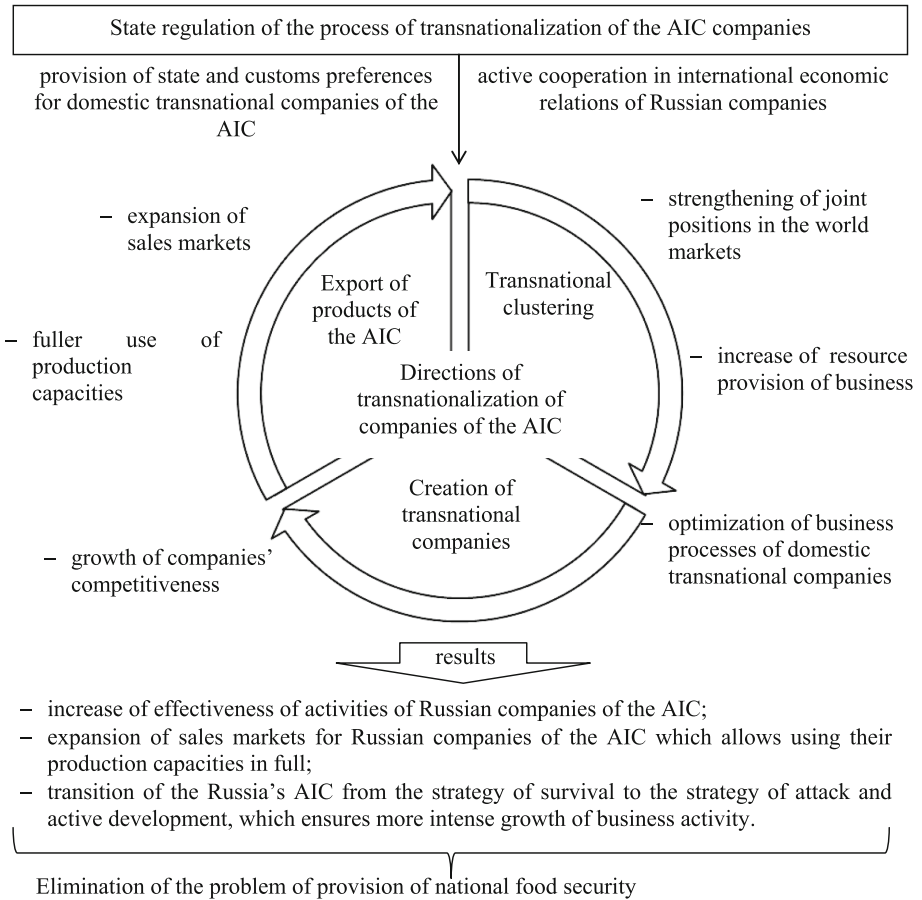 State regulation of the process of transnationalization of the AIC companies
provision of state and customs preferences
for domestic transnational companies of the
AIC
active cooperation in international economic
relations of Russian companies
– expansion of
sales markets
– strengthening of joint
positions in the world
markets
Export of
products of
the AIC
Transnational
clustering
– fuller use of
production
capacities
– increase of resource
provision of business
Directions of
transnationalization of
companies of the AIC
Creation of
transnational
companies
– growth of companies’
competitiveness
– optimization of business
processes of domestic
transnational companies
results
– increase of effectiveness of activities of Russian companies of the AIC;
– expansion of sales markets for Russian companies of the AIC which allows using their
production capacities in full;
– transition of the Russia’s AIC from the strategy of survival to the strategy of attack and
active development, which ensures more intense growth of business activity.
Elimination of the problem of provision of national food security